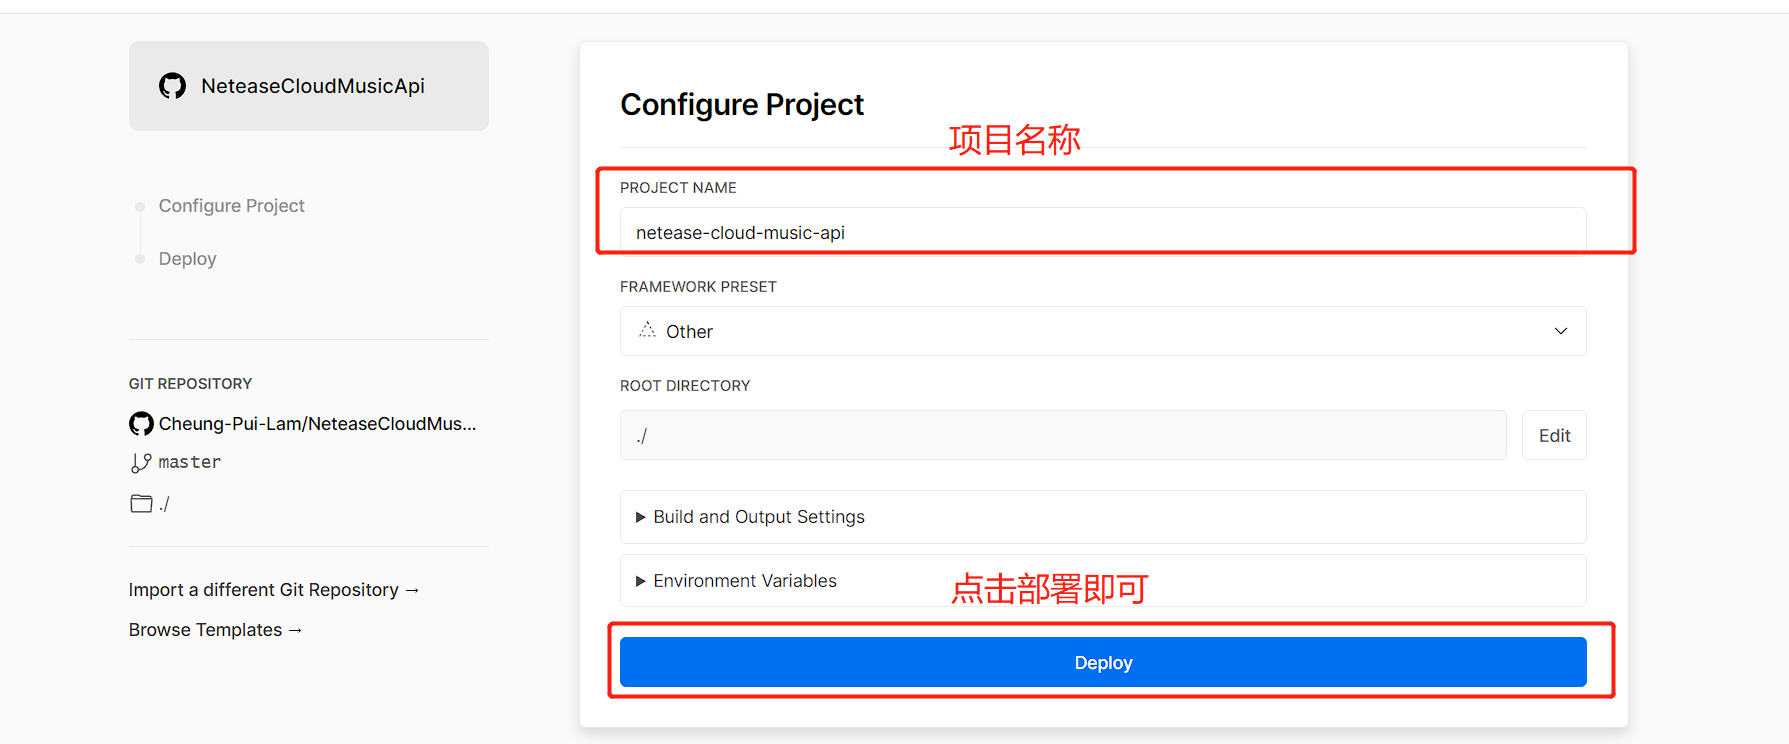 NeteaseCloudMusicApi
Configure Project
Deploy
GIT REPOSITORY
Cheung-Pui-Lam/NeteaseCloudMus...
master
./
Import a different Git Repository →
Browse Templates →
Configure Project
项目名称
PROJECT NAME
netease-cloud-music-api
FRAMEWORK PRESET
Other
ROOT DIRECTORY
./
Edit
Build and Output Settings
Environment Variables
点击部署即可
Deploy